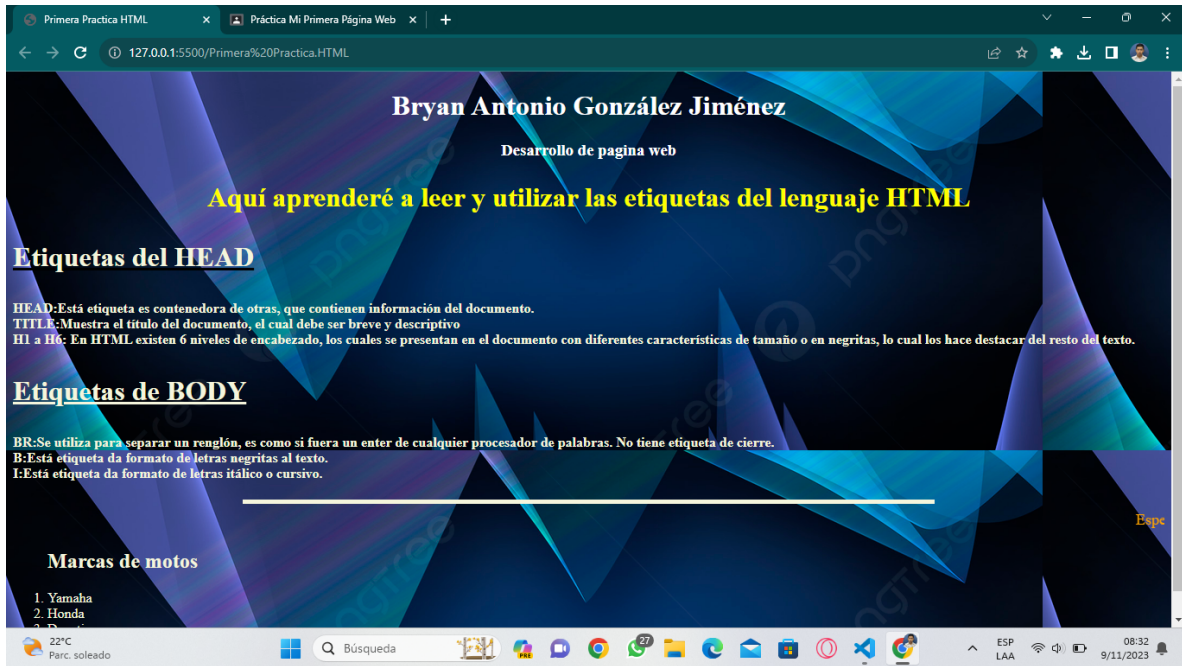 Primera Practica HTML
Práctica Mi Primera Página Web
127.0.0.1:5500/Primera%20Practica.HTML
Bryan Antonio González Jiménez
Desarrollo de pagina web
Aquí aprenderé a leer y utilizar las etiquetas del lenguaje HTML
Etiquetas del HEAD
HEAD:Está etiqueta es contenedora de otras, que contienen información del documento.
TITLE:Muestra el título del documento, el cual debe ser breve y descriptivo
H1 a H6: En HTML existen 6 niveles de encabezado, los cuales se presentan en el documento con diferentes características de tamaño o en negritas, lo cual los hace destacar del resto del texto.
Etiquetas de BODY
BR:Se utiliza para separar un renglón, es como si fuera un enter de cualquier procesador de palabras. No tiene etiqueta de cierre.
B:Está etiqueta da formato de letras negritas al texto.
I:Está etiqueta da formato de letras itálico o cursivo.
Espe
Marcas de motos
1. Yamaha
2. Honda
pngtree
22°C
Parc. soleado
Búsqueda
PRE
27
ESP
LAA
08:32
9/11/2023